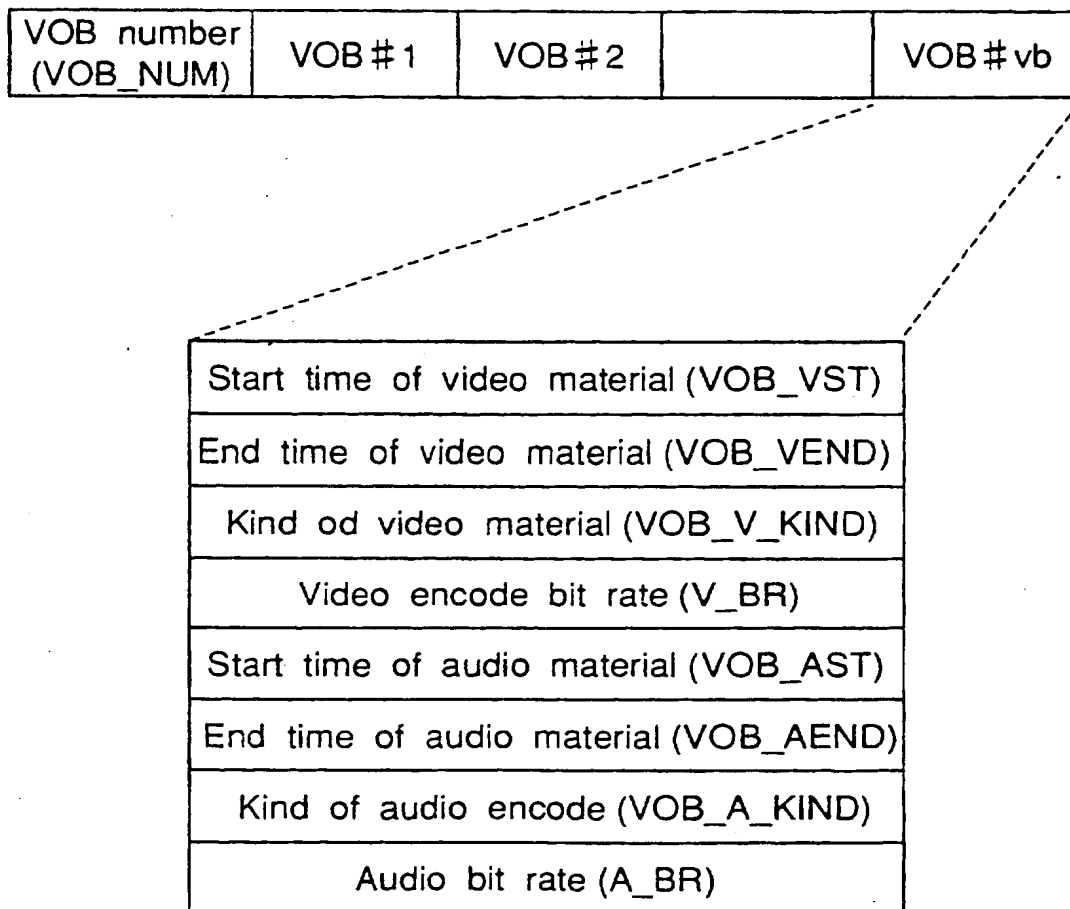 VOB number
(VOB_NUM)
VOB#1
VOB#2
VOB#vb
Start time of video material (VOB_VST)
End time of video material (VOB_VEND)
Kind od video material (VOB_V_KIND)
Video encode bit rate (V_BR)
Start time of audio material (VOB_AST)
End time of audio material (VOB_AEND)
Kind of audio encode (VOB_A_KIND)
Audio bit rate (A_BR)